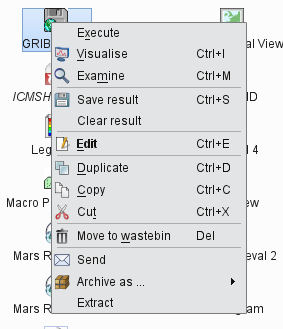 Execute
GRIB
al View
Visualise Ctrl+I
Examine Ctrl+M
ICMSH
ID
Save result Ctrl+S
Clear result
Leg
l 4
Edit Ctrl+E
Duplicate Ctrl+D
Copy Ctrl+C
Macro P
ew
Cut Ctrl+X
Move to wastebin Del
Mars R
eval 2
Send
Archive as ...
Mars R
gram
Extract